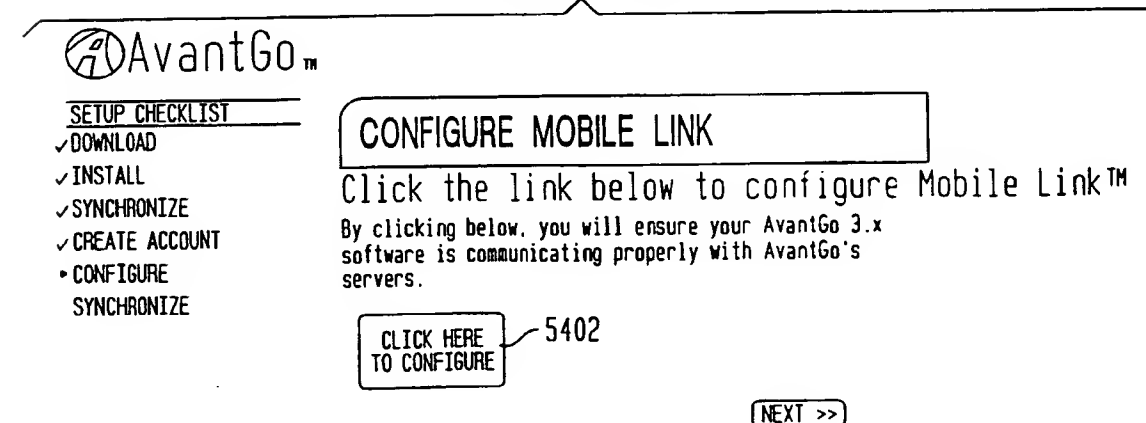 AvantGo™
SETUP CHECKLIST
✓DOWNLOAD
✓INSTALL
✓SYNCHRONIZE
✓CREATE ACCOUNT
• CONFIGURE
SYNCHRONIZE
CONFIGURE MOBILE LINK
Click the link below to configure Mobile Link™
By clicking below, you will ensure your AvantGo 3.x
software is communicating properly with AvantGo's
servers.
CLICK HERE
TO CONFIGURE
5402
NEXT >>